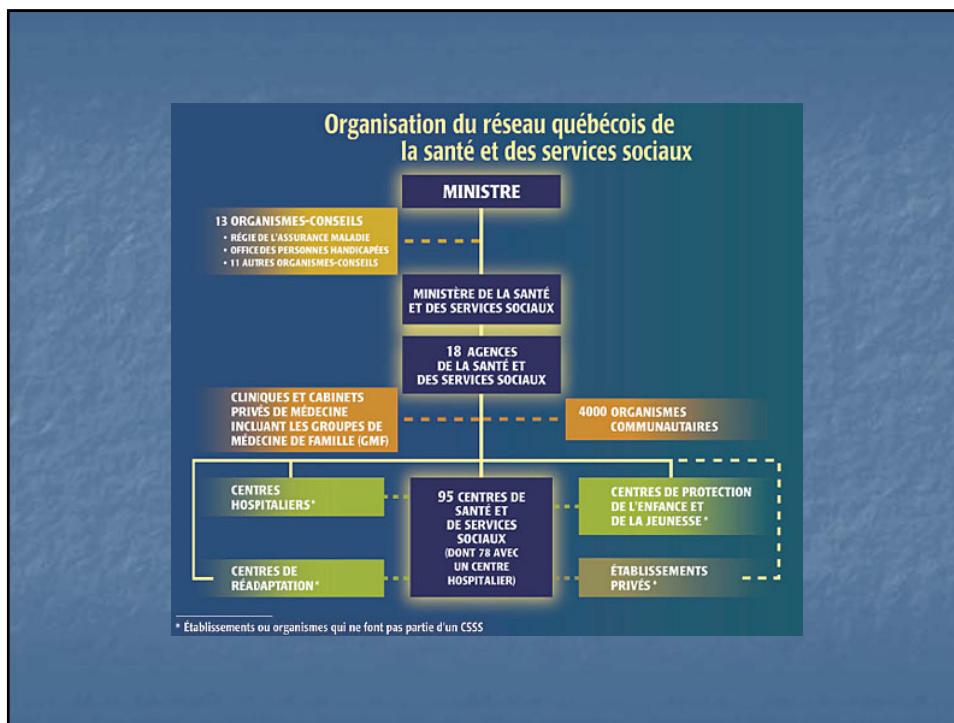 Organisation du réseau québécois de
la santé et des services sociaux
MINISTRE
13 ORGANISMES-CONSEILS
• RÉGIE DE L'ASSURANCE MALADIE
• OFFICE DES PERSONNES HANDICAPÉES
• 11 AUTRES ORGANISMES-CONSEILS
MINISTÈRE DE LA SANTÉ
ET DES SERVICES SOCIAUX
18 AGENCES
DE LA SANTÉ ET
DES SERVICES SOCIAUX
CLINIQUES ET CABINETS
PRIVÉS DE MÉDECINE
INCLUANT LES GROUPES DE
MÉDECINE DE FAMILLE (GMF)
4000 ORGANISMES
COMMUNAUTAIRES
CENTRES
HOSPITALIERS*
95 CENTRES DE
SANTÉ ET
DE SERVICES
SOCIAUX
(DONT 78 AVEC
UN CENTRE
HOSPITALIER)
CENTRES DE PROTECTION
DE L'ENFANCE ET
DE LA JEUNESSE *
CENTRES DE
RÉADAPTATION*
ÉTABLISSEMENTS
PRIVÉS*
* Établissements ou organismes qui ne font pas partie d'un CSSS